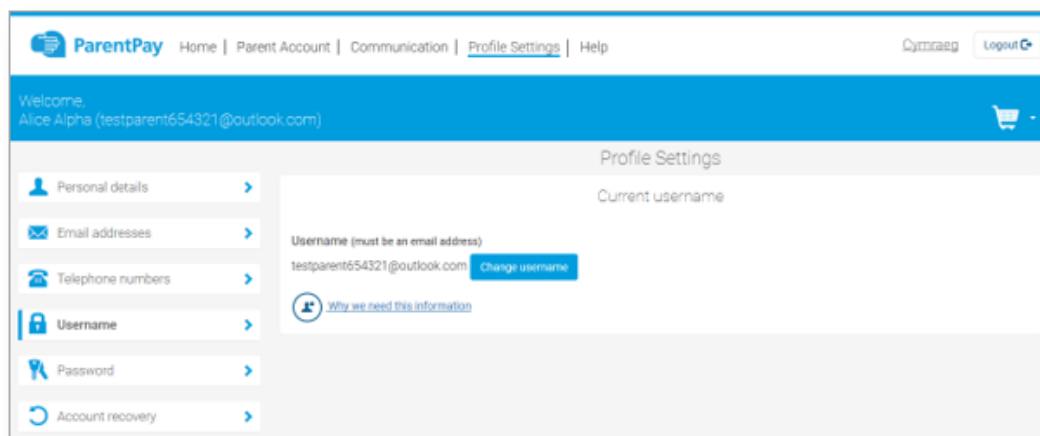 ParentPay Home | Parent Account | Communication | Profile Settings | Help Cymraeg Logout
Welcome,
Alice Alpha (testparent654321@outlook.com)
Profile Settings
Personal details
Email addresses
Telephone numbers
Username
Password
Account recovery
Current username
Username (must be an email address)
testparent654321@outlook.com Change username
Why we need this information